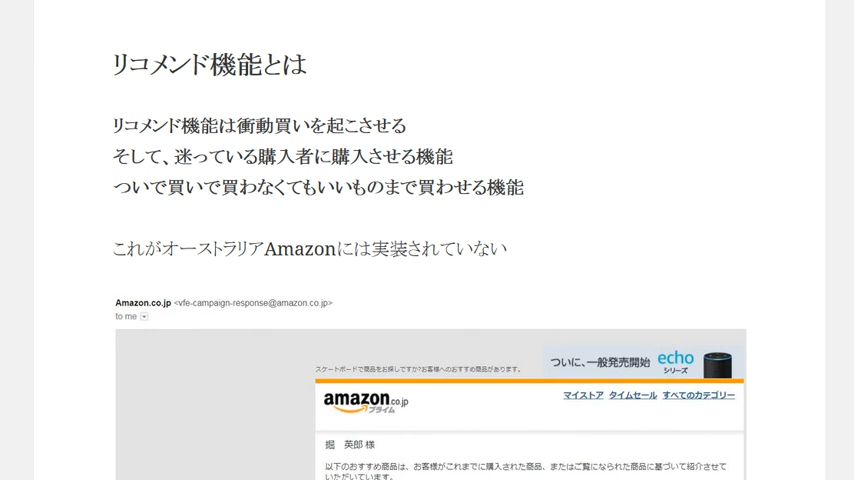 リコメンド機能とは
リコメンド機能は衝動買いを起こさせる
そして、迷っている購入者に購入させる機能
ついで買いで買わなくてもいいものまで買わせる機能
これがオーストラリアAmazonには実装されていない
Amazon.co.jp <vfe-campaign-response@amazon.co.jp>
to me
ついに、一般発売開始 echo
シリーズ
スケートボードで商品をお探しですか?お客様へのおすすめ商品があります。
amazon.co.jp
プライム
マイストア タイムセール すべてのカテゴリー
堀 英郎 様
以下のおすすめ商品は、お客様がこれまでに購入された商品、またはご覧になられた商品に基づいて紹介させて
いただいています。